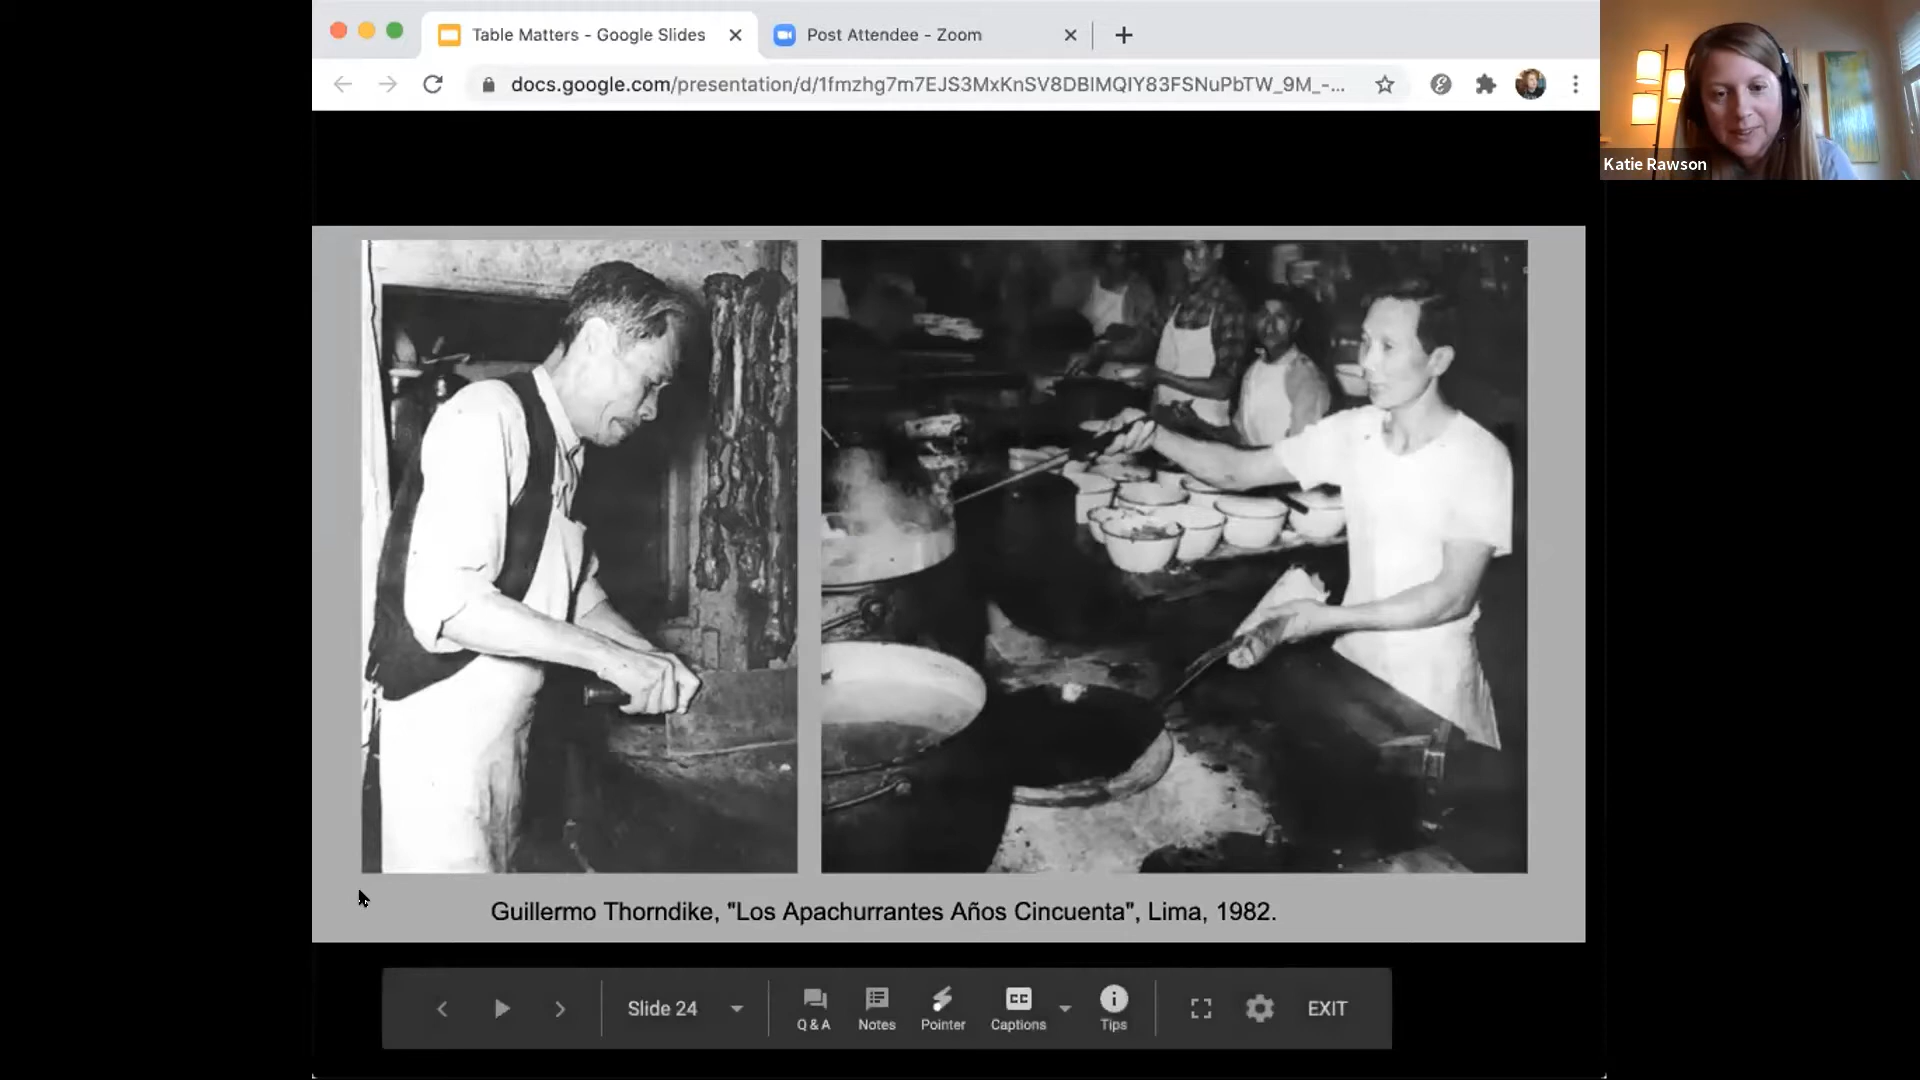 Table Matters - Google Slides
Post Attendee - Zoom
docs.google.com/presentation/d/1fmzhg7m7EJS3MxKnSV8DBIMQIY83FSNuPbTW_9M_-...
Katie Rawson
Guillermo Thorndike, "Los Apachurrantes Años Cincuenta", Lima, 1982.
Slide 24
Q & A
Notes
Pointer
CC
Captions
Tips
EXIT